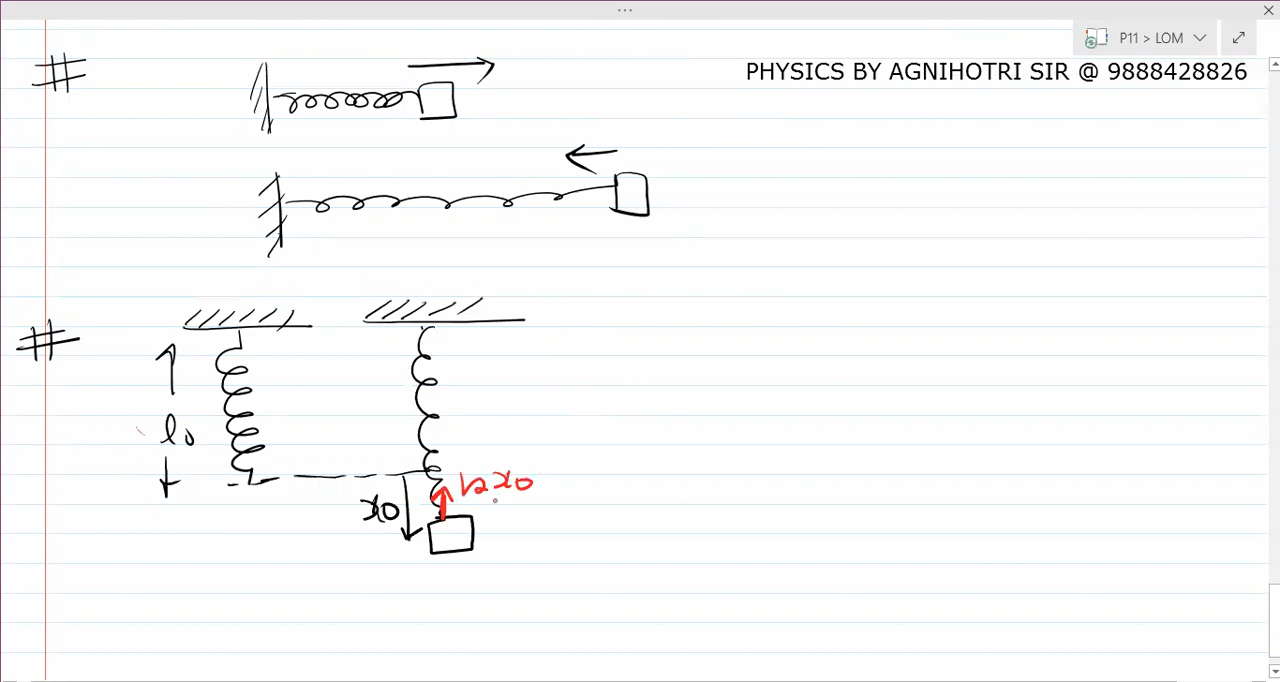 ...
P11 > LOM
PHYSICS BY AGNIHOTRI SIR @ 9888428826
#
#
l0
x0
kx0